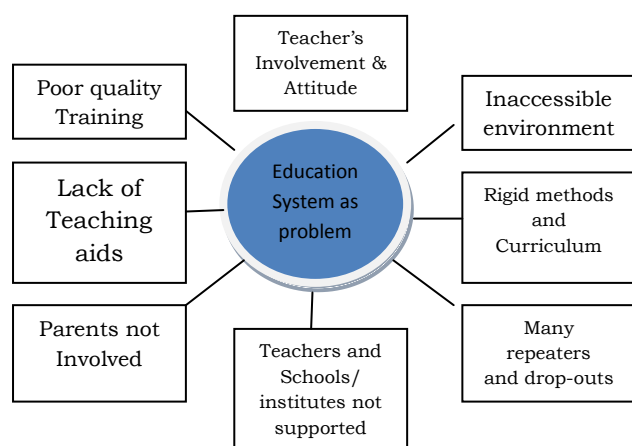 Teacher's
Involvement &
Attitude
Poor quality
Training
Inaccessible
environment
Education
System as
problem
Lack of
Teaching
aids
Rigid methods
and
Curriculum
Parents not
Involved
Teachers and
Schools/
institutes not
supported
Many
repeaters
and drop-outs